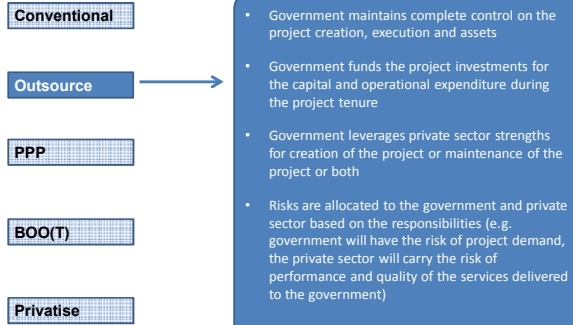 Conventional
Outsource
PPP
BOO(T)
Privatise
• Government maintains complete control on the
project creation, execution and assets
• Government funds the project investments for
the capital and operational expenditure during
the project tenure
• Government leverages private sector strengths
for creation of the project or maintenance of the
project or both
• Risks are allocated to the government and private
sector based on the responsibilities (e.g.
government will have the risk of project demand,
the private sector will carry the risk of
performance and quality of the services delivered
to the government)